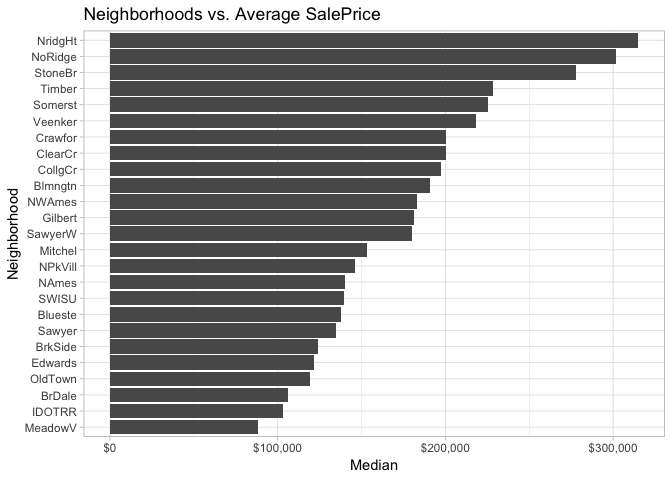 Neighborhoods vs. Average SalePrice
Neighborhood
NridgHt
NoRidge
StoneBr
Timber
Somerst
Veenker
Crawfor
ClearCr
CollgCr
Blmngtn
NWAmes
Gilbert
SawyerW
Mitchel
NPkVill
NAmes
SWISU
Blueste
Sawyer
BrkSide
Edwards
OldTown
BrDale
IDOTRR
MeadowV
$0 $100,000 $200,000 $300,000
Median